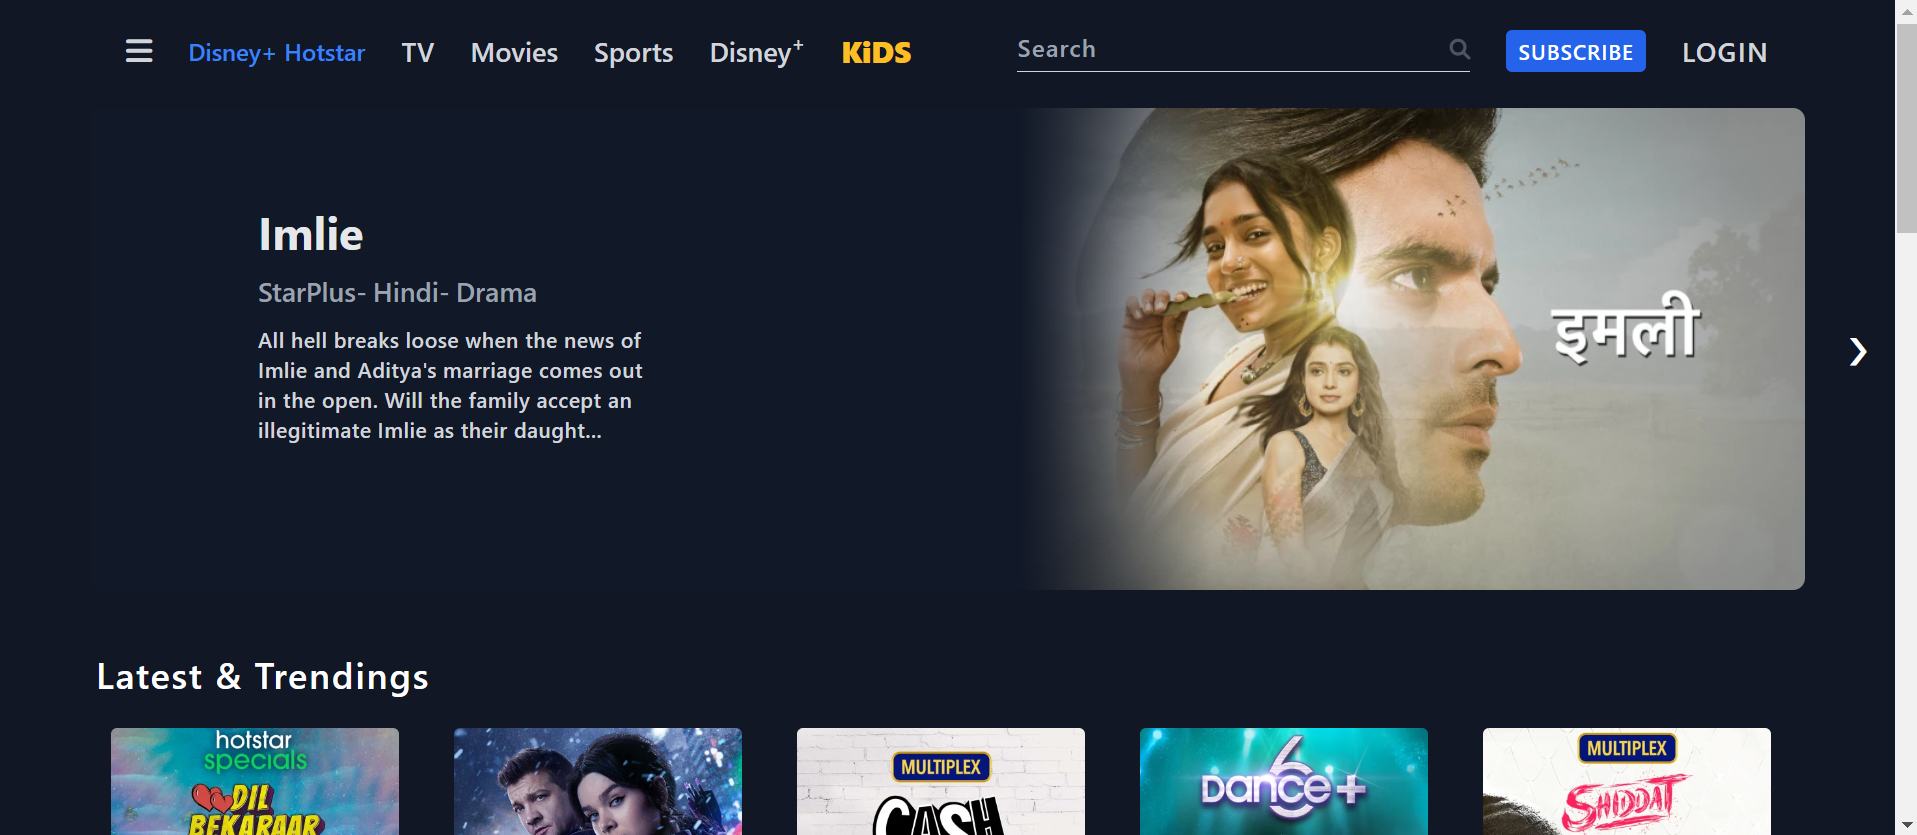 Disney+ Hotstar TV Movies Sports Disney+ KiDS Search SUBSCRIBE LOGIN
Imlie
StarPlus- Hindi- Drama
All hell breaks loose when the news of
Imlie and Aditya's marriage comes out
in the open. Will the family accept an
illegitimate Imlie as their daught...
इमली
Latest & Trendings
hotstar
specials
DIL
BEKARAAR
MULTIPLEX
CASH
DANCE+ 6
MULTIPLEX
SHIDDAT